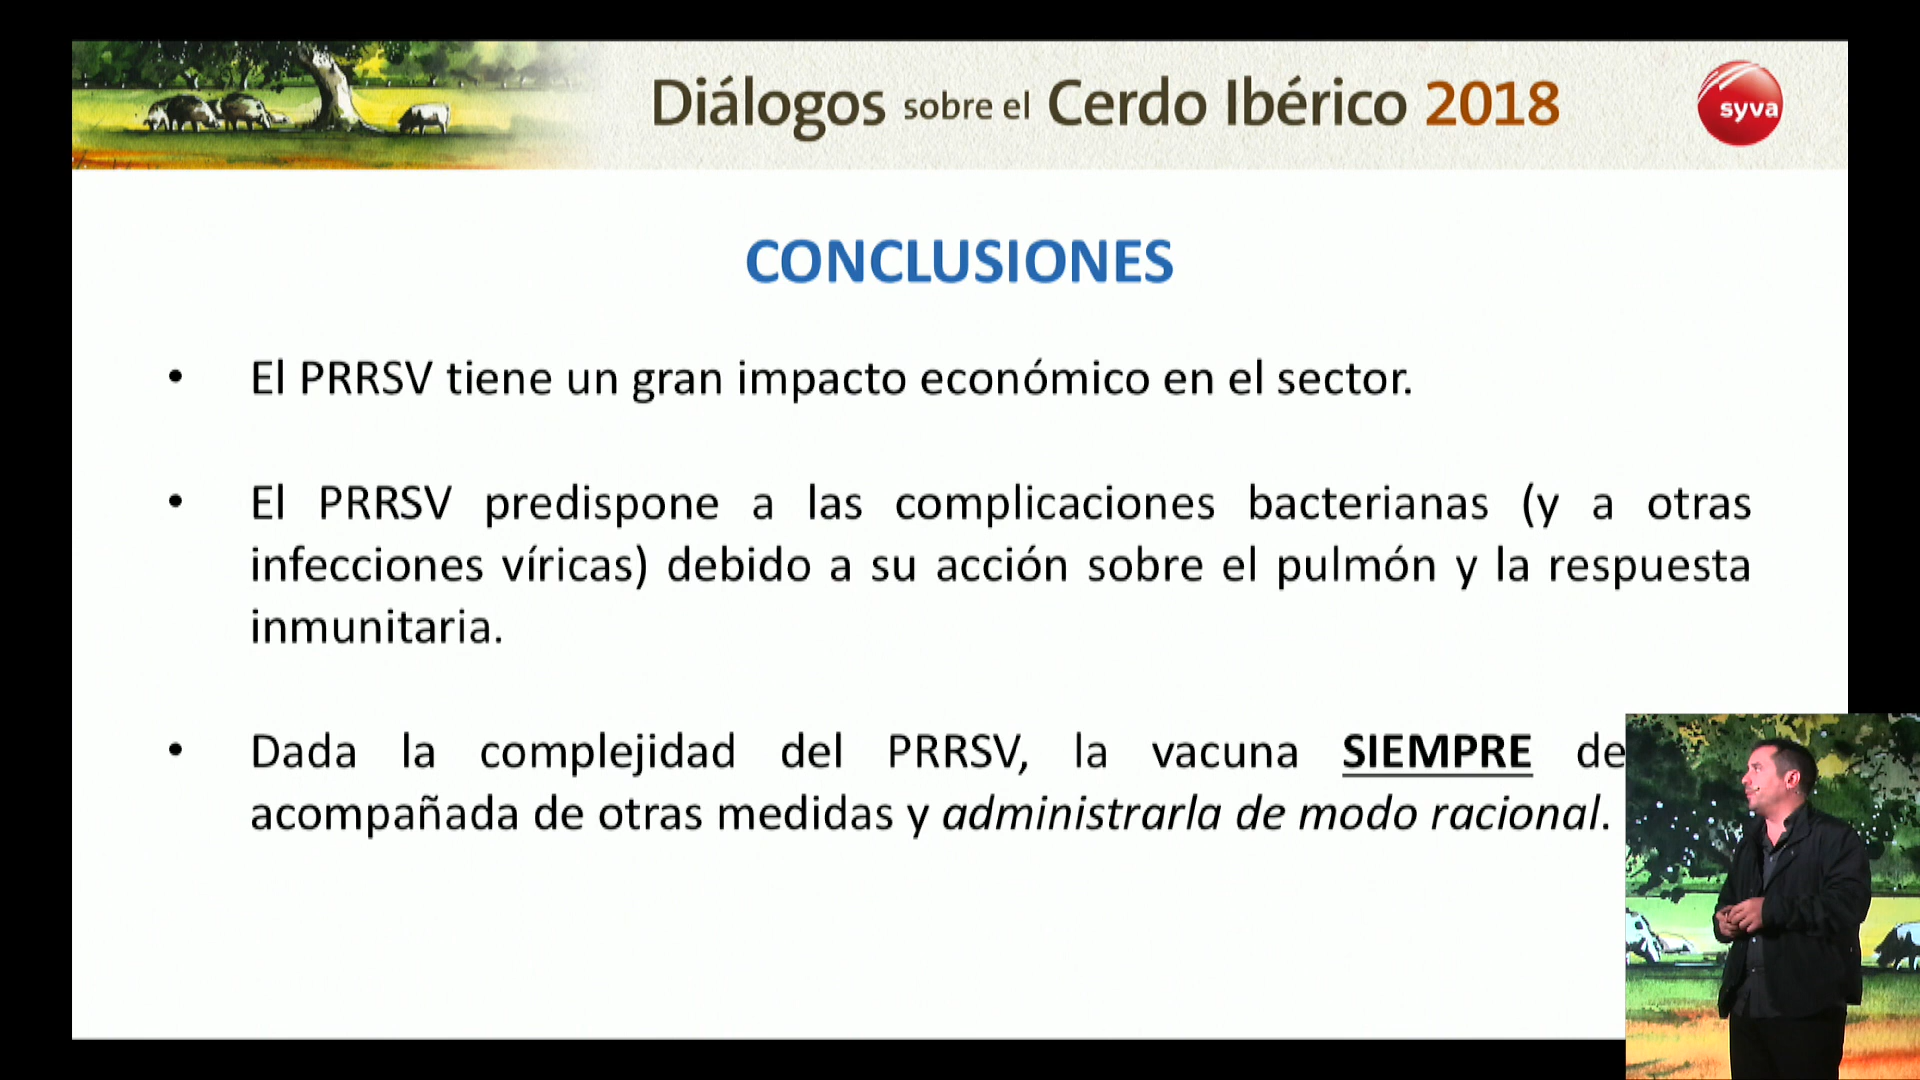 Diálogos sobre el Cerdo Ibérico 2018
syva
CONCLUSIONES
• El PRRSV tiene un gran impacto económico en el sector.
• El PRRSV predispone a las complicaciones bacterianas (y a otras
infecciones víricas) debido a su acción sobre el pulmón y la respuesta
inmunitaria.
• Dada la complejidad del PRRSV, la vacuna SIEMPRE
acompañada de otras medidas y administrarla de modo racional.